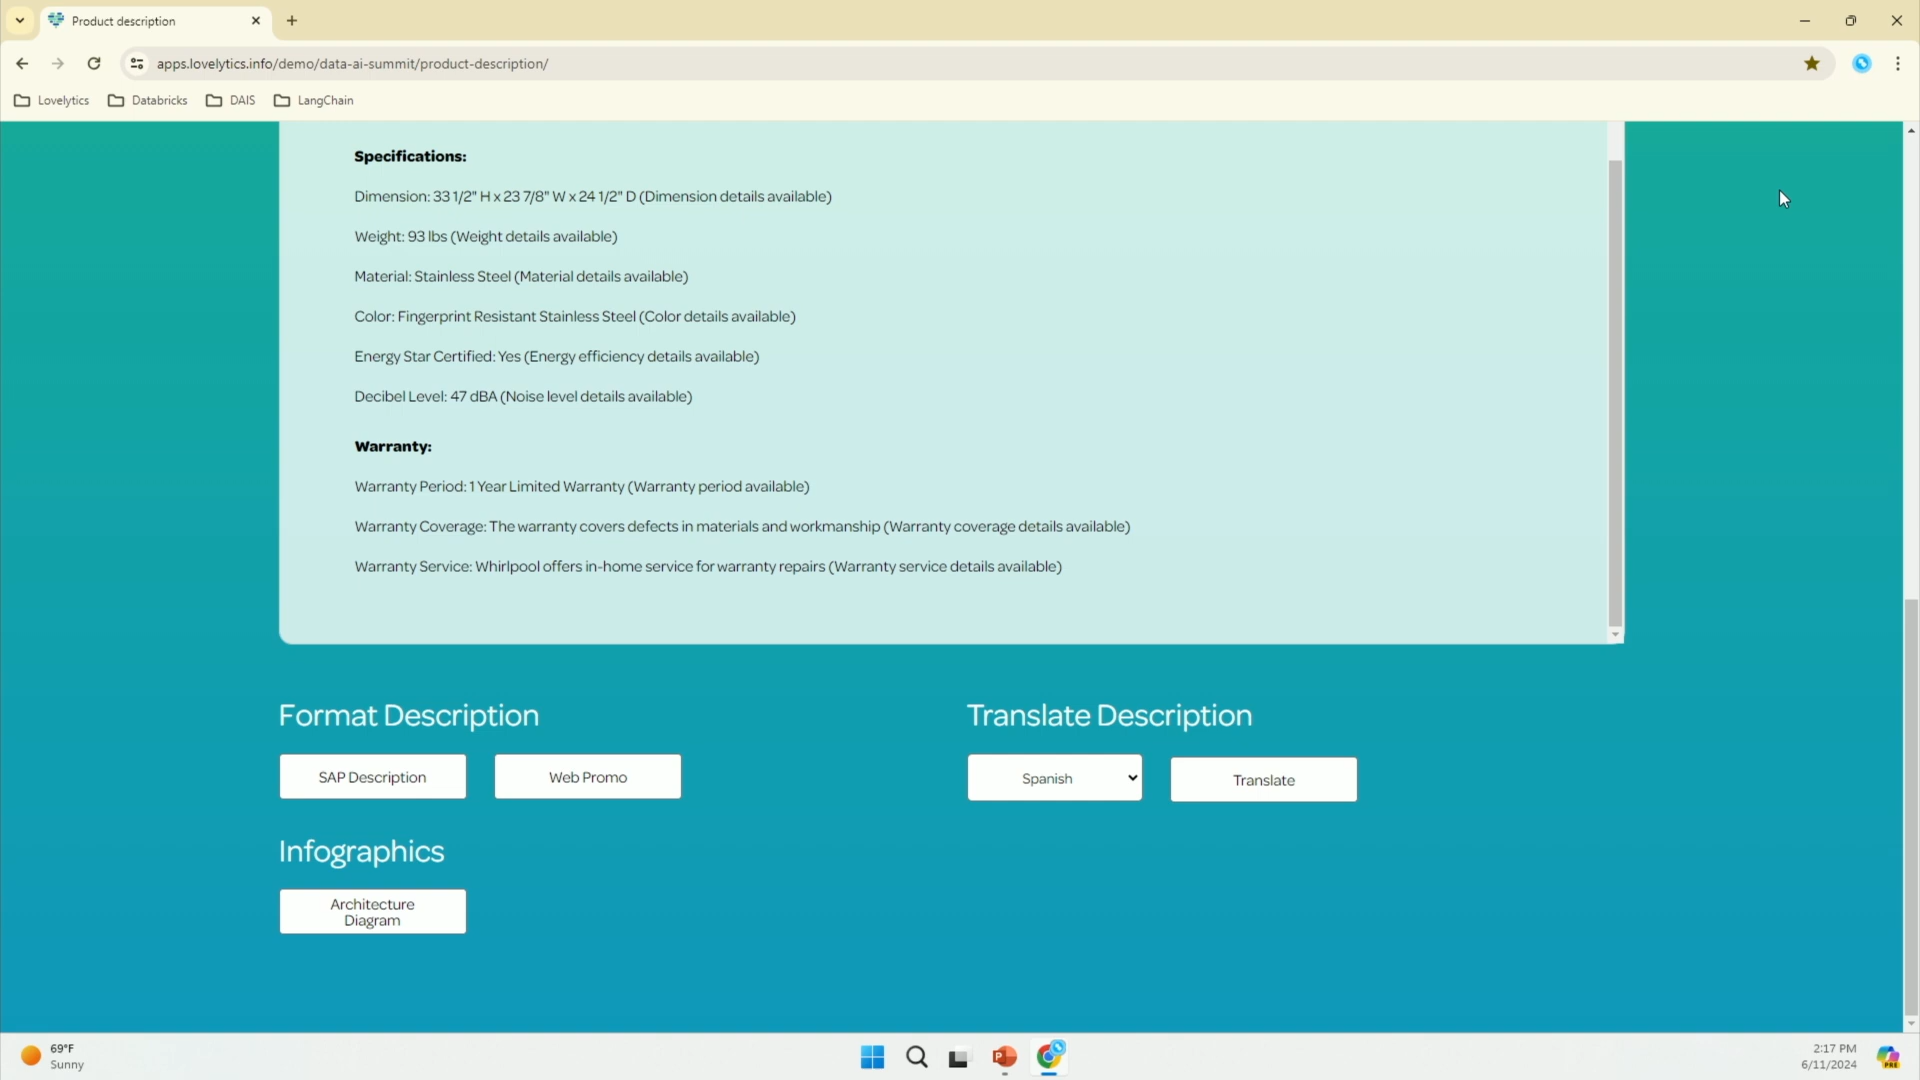 Product description
apps.lovelytics.info/demo/data-ai-summit/product-description/
Lovelytics
Databricks
DAIS
LangChain
Specifications:
Dimension: 33 1/2" H x 23 7/8" W x 24 1/2" D (Dimension details available)
Weight: 93 lbs (Weight details available)
Material: Stainless Steel (Material details available)
Color: Fingerprint Resistant Stainless Steel (Color details available)
Energy Star Certified: Yes (Energy efficiency details available)
Decibel Level: 47 dBA (Noise level details available)
Warranty:
Warranty Period: 1 Year Limited Warranty (Warranty period available)
Warranty Coverage: The warranty covers defects in materials and workmanship (Warranty coverage details available)
Warranty Service: Whirlpool offers in-home service for warranty repairs (Warranty service details available)
Format Description
Translate Description
SAP Description
Web Promo
Spanish
Translate
Infographics
Architecture
Diagram
69°F
Sunny
2:17 PM
6/11/2024
PRE